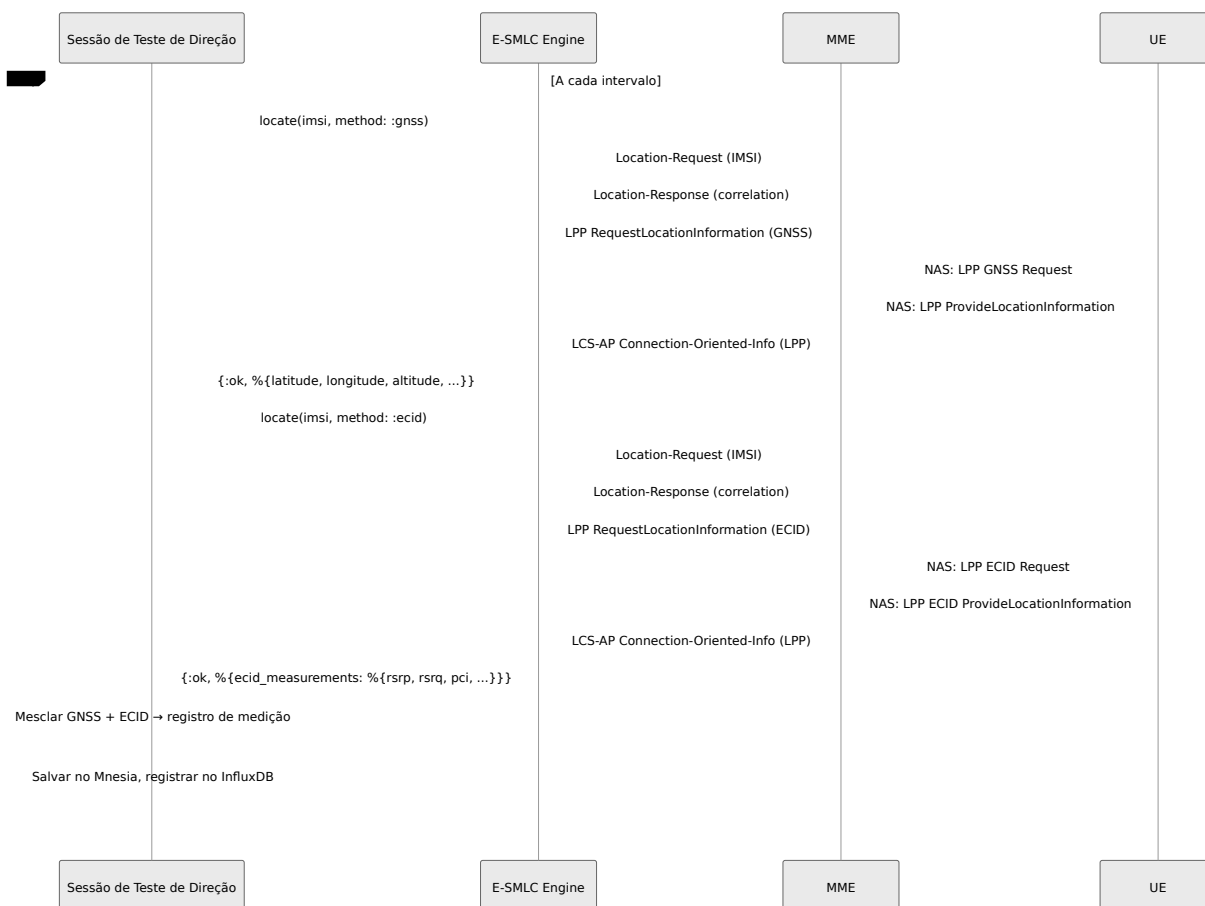 Sessão de Teste de Direção
E-SMLC Engine
MME
UE
[A cada intervalo]
locate(imsi, method: :gnss)
Location-Request (IMSI)
Location-Response (correlation)
LPP RequestLocationInformation (GNSS)
NAS: LPP GNSS Request
NAS: LPP ProvideLocationInformation
LCS-AP Connection-Oriented-Info (LPP)
{:ok, %{latitude, longitude, altitude, ...}}
locate(imsi, method: :ecid)
Location-Request (IMSI)
Location-Response (correlation)
LPP RequestLocationInformation (ECID)
NAS: LPP ECID Request
NAS: LPP ECID ProvideLocationInformation
LCS-AP Connection-Oriented-Info (LPP)
{:ok, %{ecid_measurements: %{rsrp, rsrq, pci, ...}}}
Mesclar GNSS + ECID → registro de medição
Salvar no Mnesia, registrar no InfluxDB
Sessão de Teste de Direção
E-SMLC Engine
MME
UE